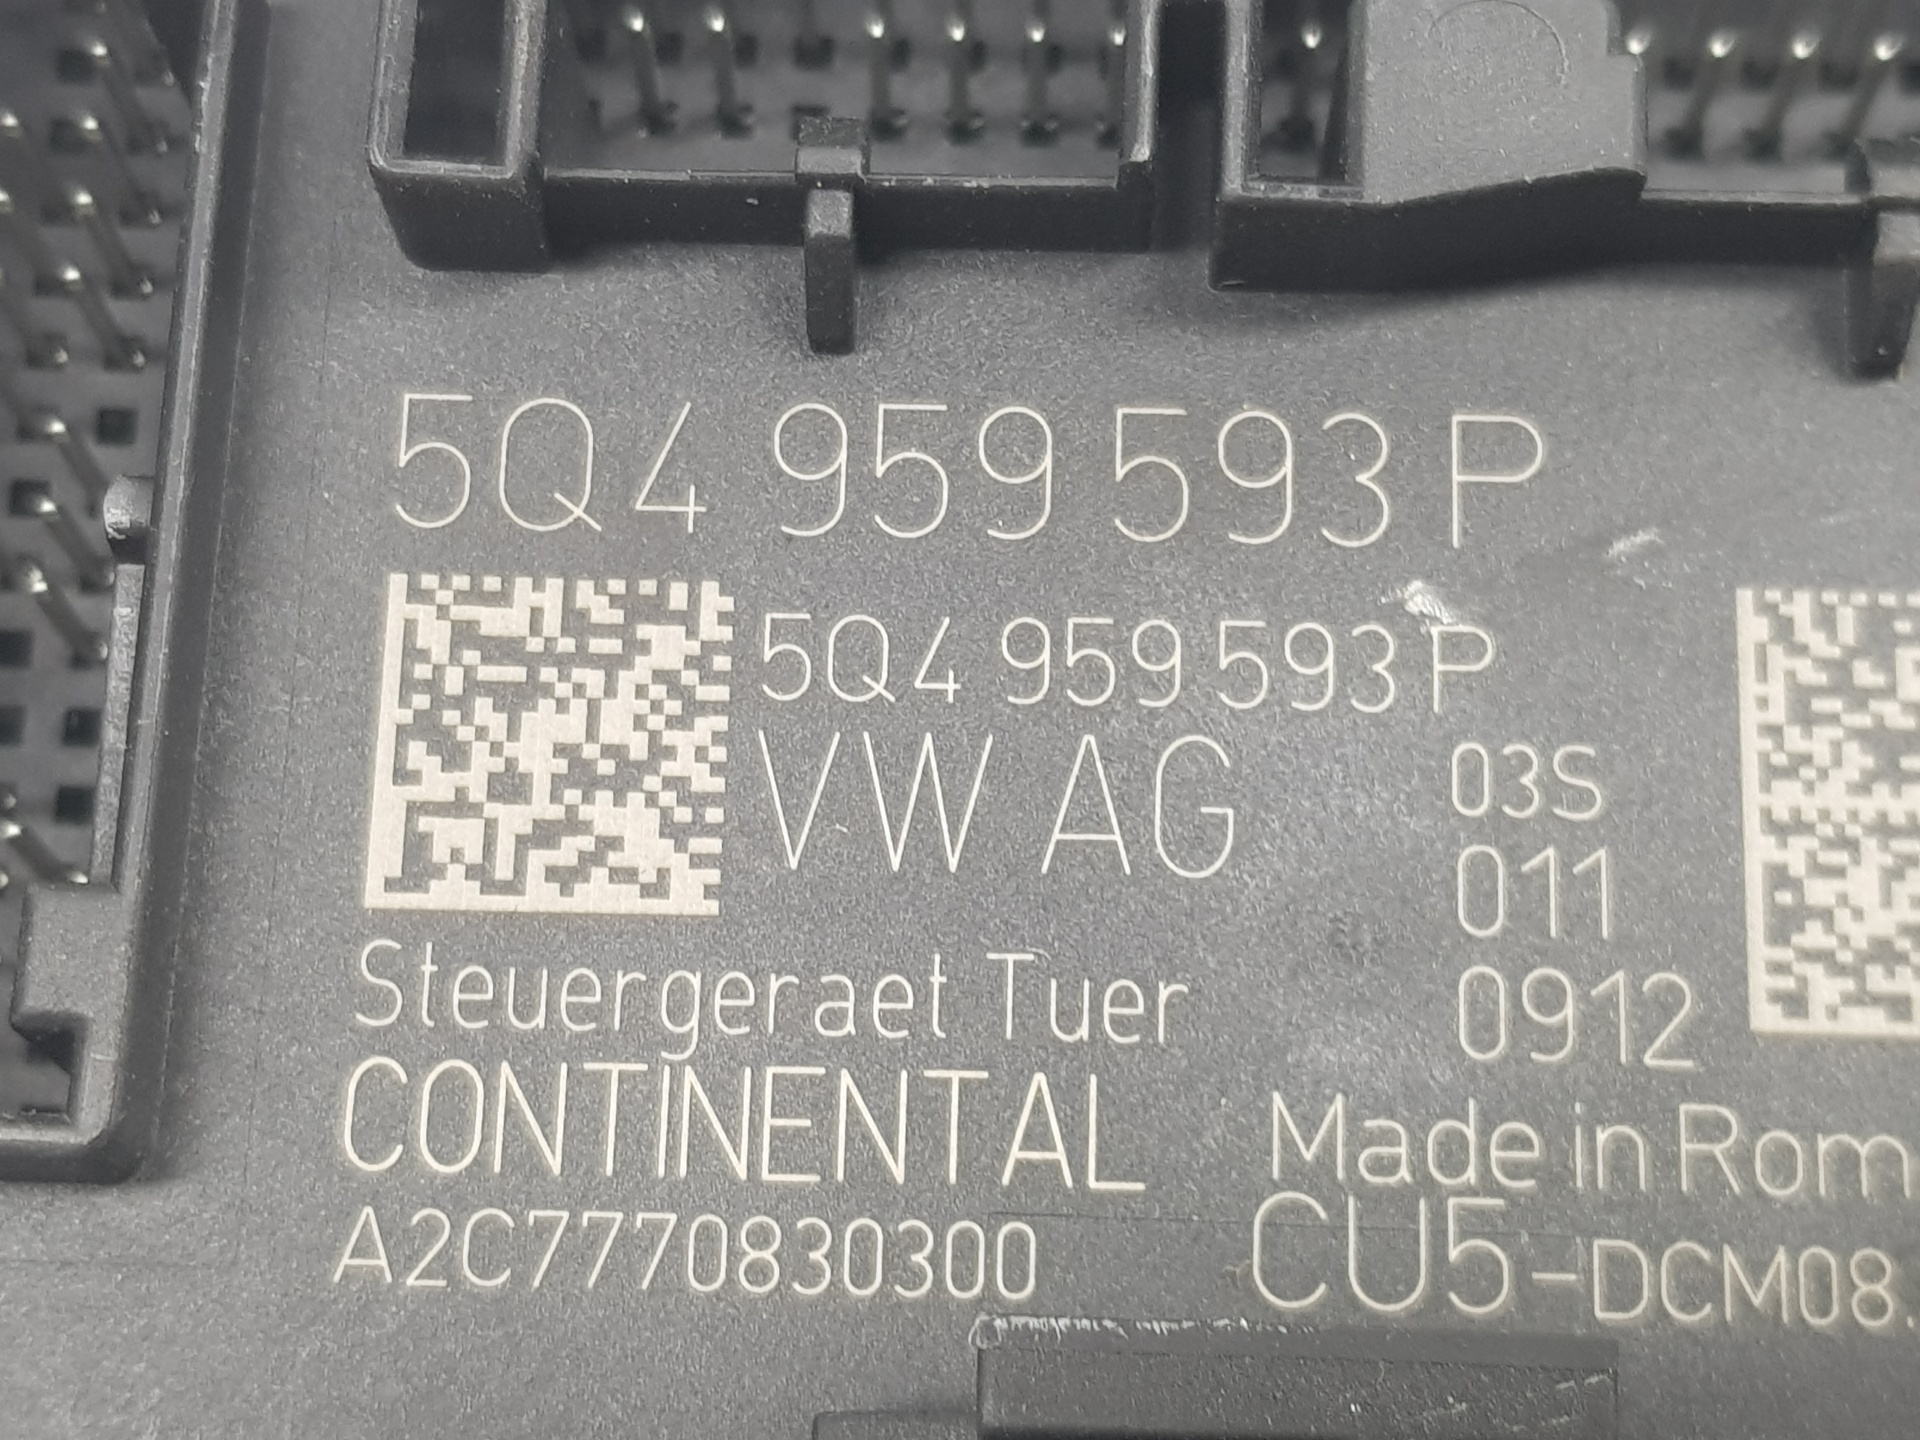 5Q4 959 593 P
5Q4 959 593 P
VW AG
03S
011
0912
Steuergeraet Tuer
CONTINENTAL
A2C7770830300
Made in Rom
CU5-DCM08.